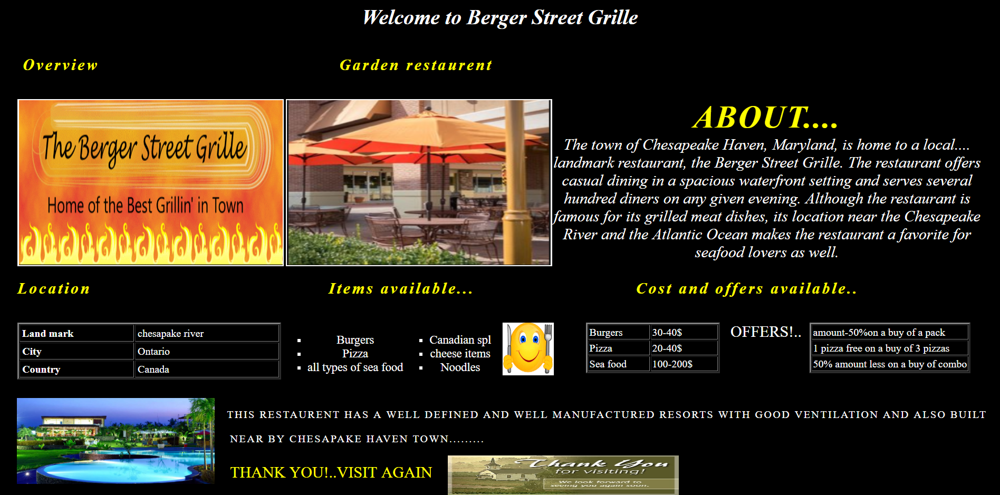 Welcome to Berger Street Grille
Overview
Garden restaurent
The Berger Street Grille
Home of the Best Grillin' in Town
ABOUT....
The town of Chesapeake Haven, Maryland, is home to a local....
landmark restaurant, the Berger Street Grille. The restaurant offers
casual dining in a spacious waterfront setting and serves several
hundred diners on any given evening. Although the restaurant is
famous for its grilled meat dishes, its location near the Chesapeake
River and the Atlantic Ocean makes the restaurant a favorite for
seafood lovers as well.
Location
Items available...
Cost and offers available..
Land mark chesapake river
City Ontario
Country Canada
Burgers
Pizza
all types of sea food
Canadian spl
cheese items
Noodles
Burgers 30-40$
Pizza 20-40$
Sea food 100-200$
OFFERS!..
amount-50%on a buy of a pack
1 pizza free on a buy of 3 pizzas
50% amount less on a buy of combo
THIS RESTAURENT HAS A WELL DEFINED AND WELL MANUFACTURED RESORTS WITH GOOD VENTILATION AND ALSO BUILT
NEAR BY CHESAPAKE HAVEN TOWN.........
THANK YOU!..VISIT AGAIN
Thank You
for visiting!
We look forward to
seeing you again soon.